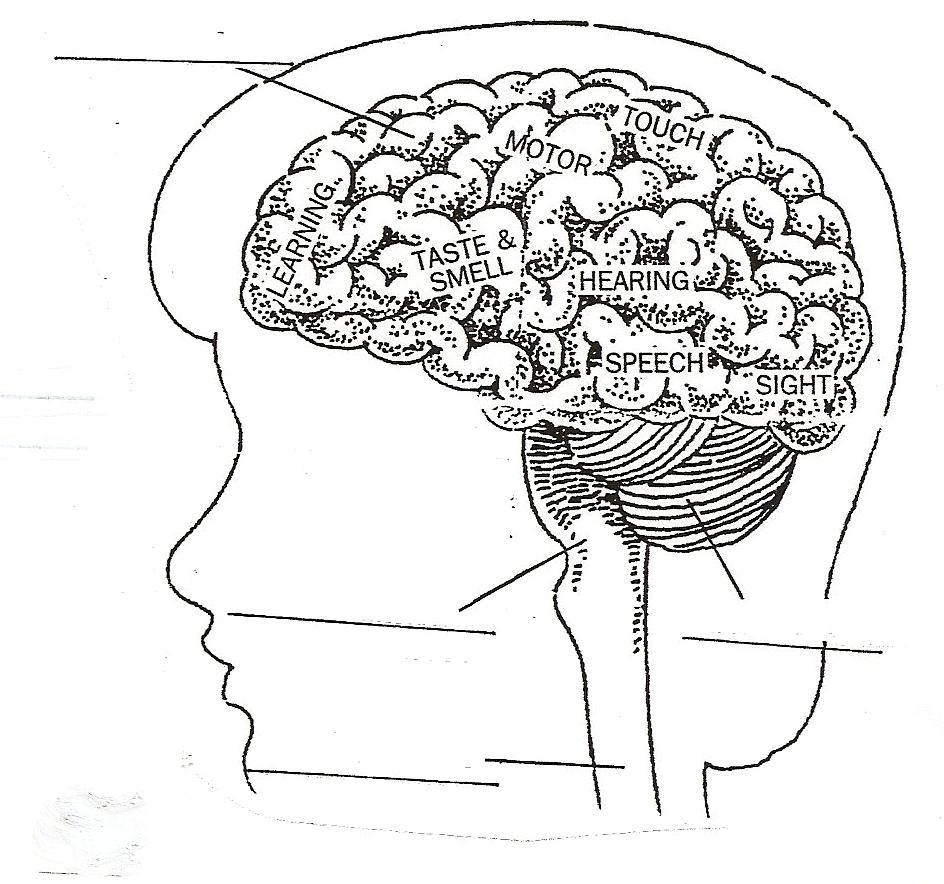 TOUCH
MOTOR
LEARNING
TASTE &
SMELL
HEARING
SPEECH
SIGHT